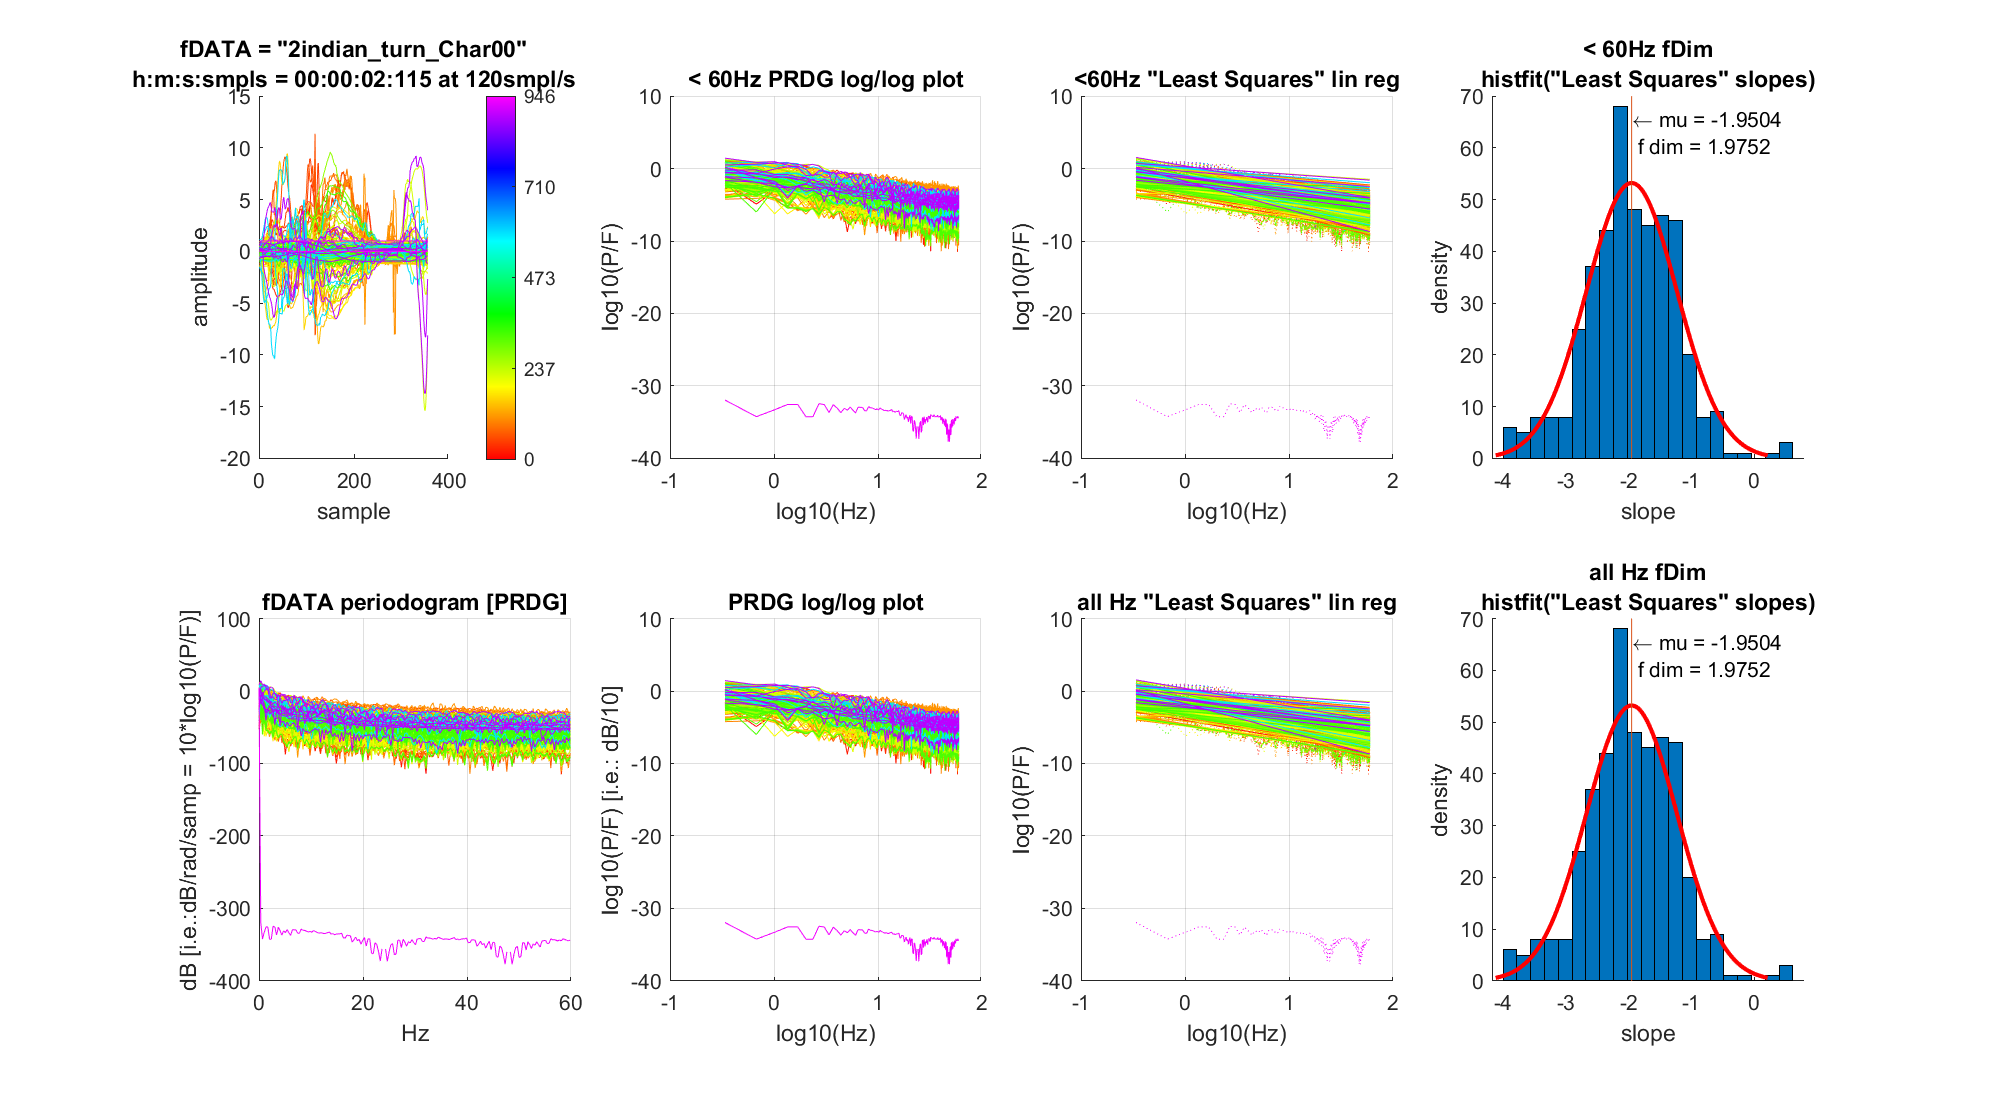 fDATA = "2indian_turn_Char00"
h:m:s:smpls = 00:00:02:115 at 120smpl/s
15
10
5
0
-5
-10
-15
-20
0 200 400
amplitude
sample
946
710
473
237
0
< 60Hz PRDG log/log plot
10
0
-10
-20
-30
-40
-1 0 1 2
log10(P/F)
log10(Hz)
<60Hz "Least Squares" lin reg
10
0
-10
-20
-30
-40
-1 0 1 2
log10(P/F)
log10(Hz)
< 60Hz fDim
histfit("Least Squares" slopes)
70
60
50
40
30
20
10
0
-4 -3 -2 -1 0
density
slope
← mu = -1.9504
f dim = 1.9752
fDATA periodogram [PRDG]
100
0
-100
-200
-300
-400
0 20 40 60
dB [i.e.:dB/rad/samp = 10*log10(P/F)]
Hz
PRDG log/log plot
10
0
-10
-20
-30
-40
-1 0 1 2
log10(P/F) [i.e.: dB/10]
log10(Hz)
all Hz "Least Squares" lin reg
10
0
-10
-20
-30
-40
-1 0 1 2
log10(P/F)
log10(Hz)
all Hz fDim
histfit("Least Squares" slopes)
70
60
50
40
30
20
10
0
-4 -3 -2 -1 0
density
slope
← mu = -1.9504
f dim = 1.9752